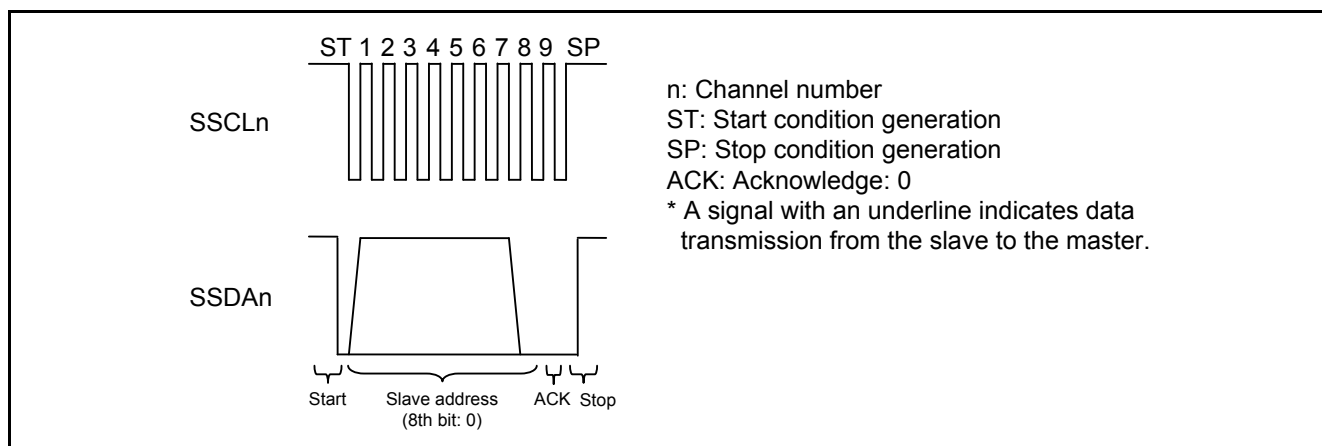 ST 1 2 3 4 5 6 7 8 9 SP
SSCLn
n: Channel number
ST: Start condition generation
SP: Stop condition generation
ACK: Acknowledge: 0
* A signal with an underline indicates data
transmission from the slave to the master.
SSDAn
Start
Slave address
(8th bit: 0)
ACK
Stop